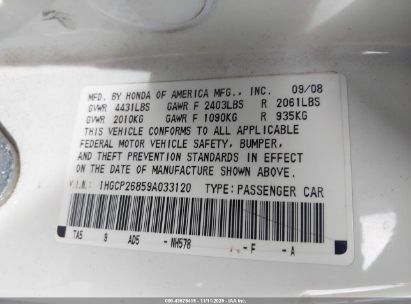 MFD. BY HONDA OF AMERICA MFG., INC. 09/08
GVWR 4431LBS GAWR F 2403LBS R 2061LBS
GVWR 2010KG GAWR F 1090KG R 935KG
THIS VEHICLE CONFORMS TO ALL APPLICABLE
FEDERAL MOTOR VEHICLE SAFETY, BUMPER,
AND THEFT PREVENTION STANDARDS IN EFFECT
ON THE DATE OF MANUFACTURE SHOWN ABOVE.
V.I.N.: 1HGCP26859A033120 TYPE: PASSENGER CAR
TA5 9 AD5 - NH578 - F - A